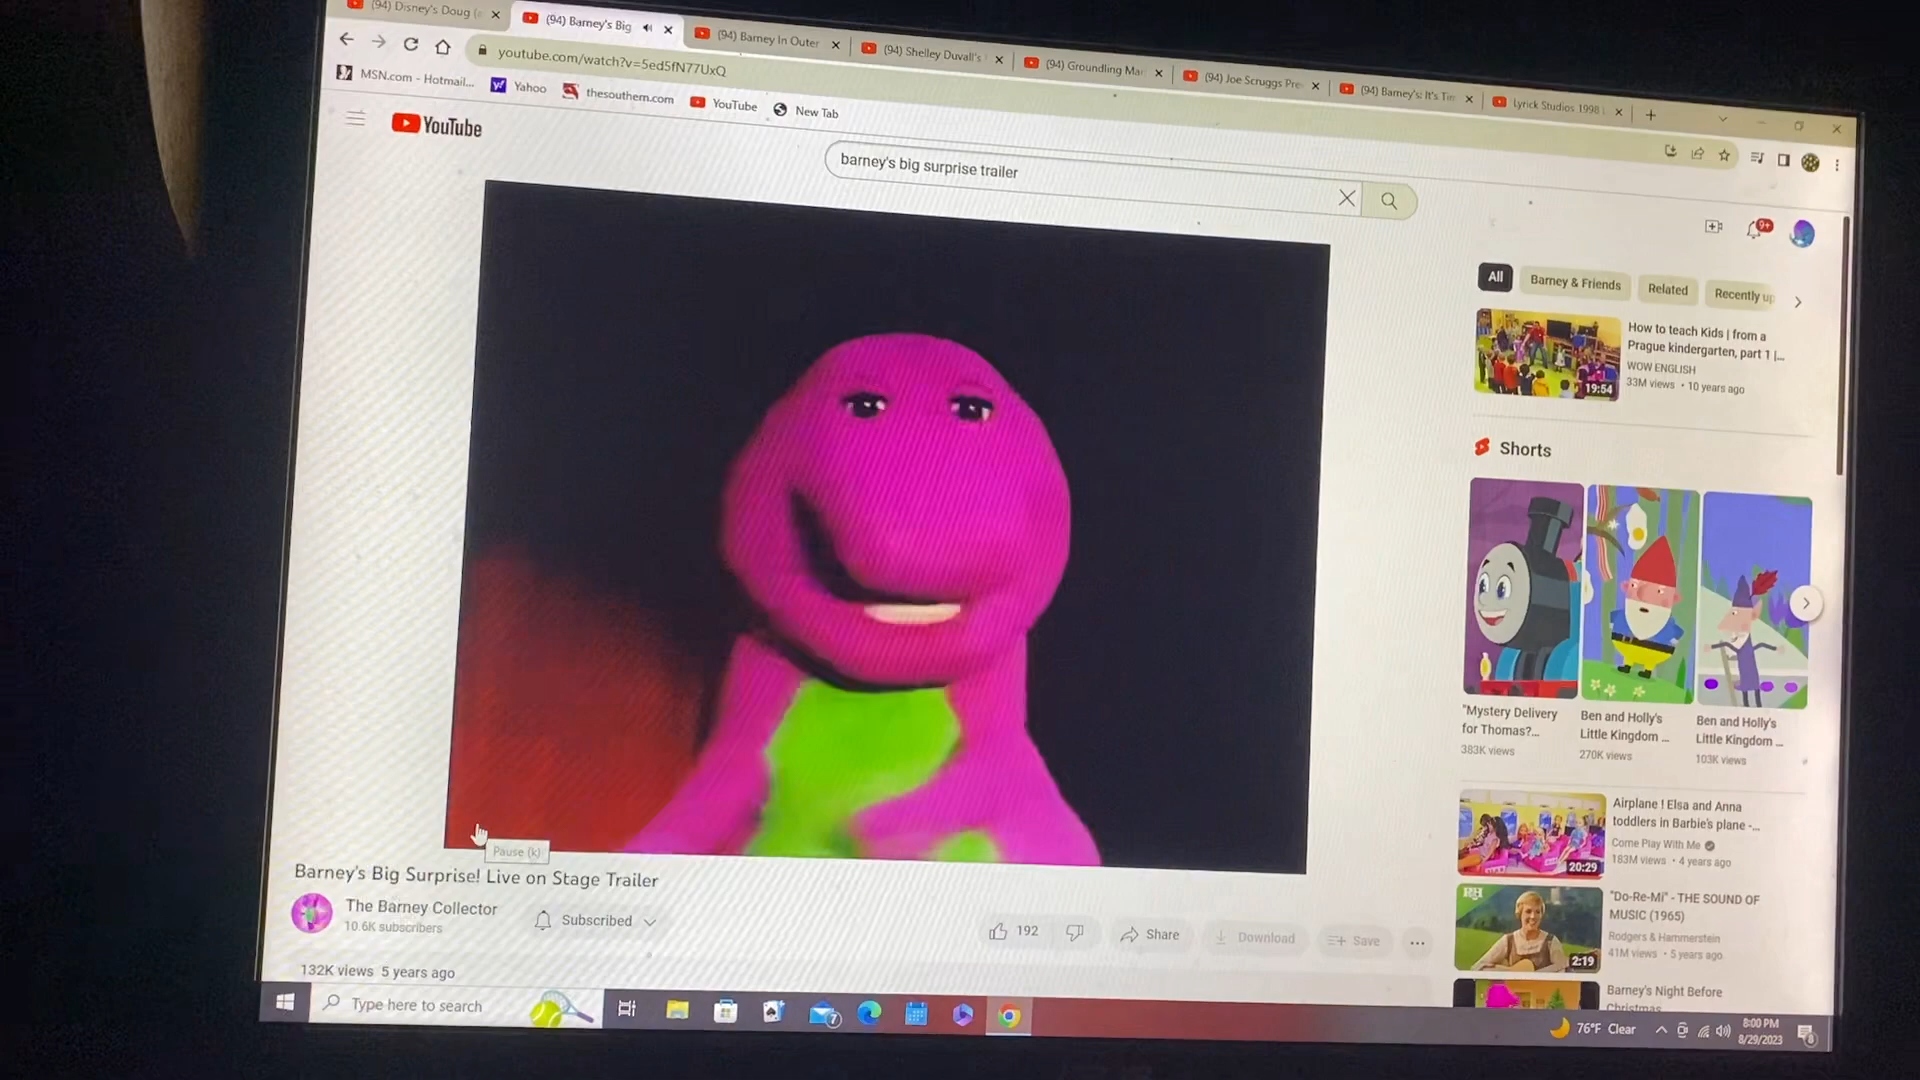 (94) Disney's Doug (
(94) Barney's Big
(94) Barney In Outer
(94) Shelley Duvall's
(94) Groundling Mar
(94) Joe Scruggs Pre
(94) Barney's: It's Tim
Lyrick Studios 1998
youtube.com/watch?v=5ed5fN77UxQ
MSN.com - Hotmail...
Yahoo
thesouthern.com
YouTube
New Tab
YouTube
barney's big surprise trailer
9+
All
Barney & Friends
Related
Recently up
How to teach Kids | from a
Prague kindergarten, part 1 |...
WOW ENGLISH
33M views • 10 years ago
19:54
Shorts
"Mystery Delivery
for Thomas?...
383K views
Ben and Holly's
Little Kingdom ...
270K views
Ben and Holly's
Little Kingdom ...
103K views
Airplane ! Elsa and Anna
toddlers in Barbie's plane -...
Come Play With Me
183M views • 4 years ago
20:29
"Do-Re-Mi" - THE SOUND OF
MUSIC (1965)
Rodgers & Hammerstein
41M views • 5 years ago
RH
2:19
Barney's Night Before
Christmas
Pause (k)
Barney's Big Surprise! Live on Stage Trailer
The Barney Collector
10.6K subscribers
Subscribed
192
Share
Download
Save
132K views 5 years ago
Type here to search
7
76°F Clear
8:00 PM
8/29/2023
8